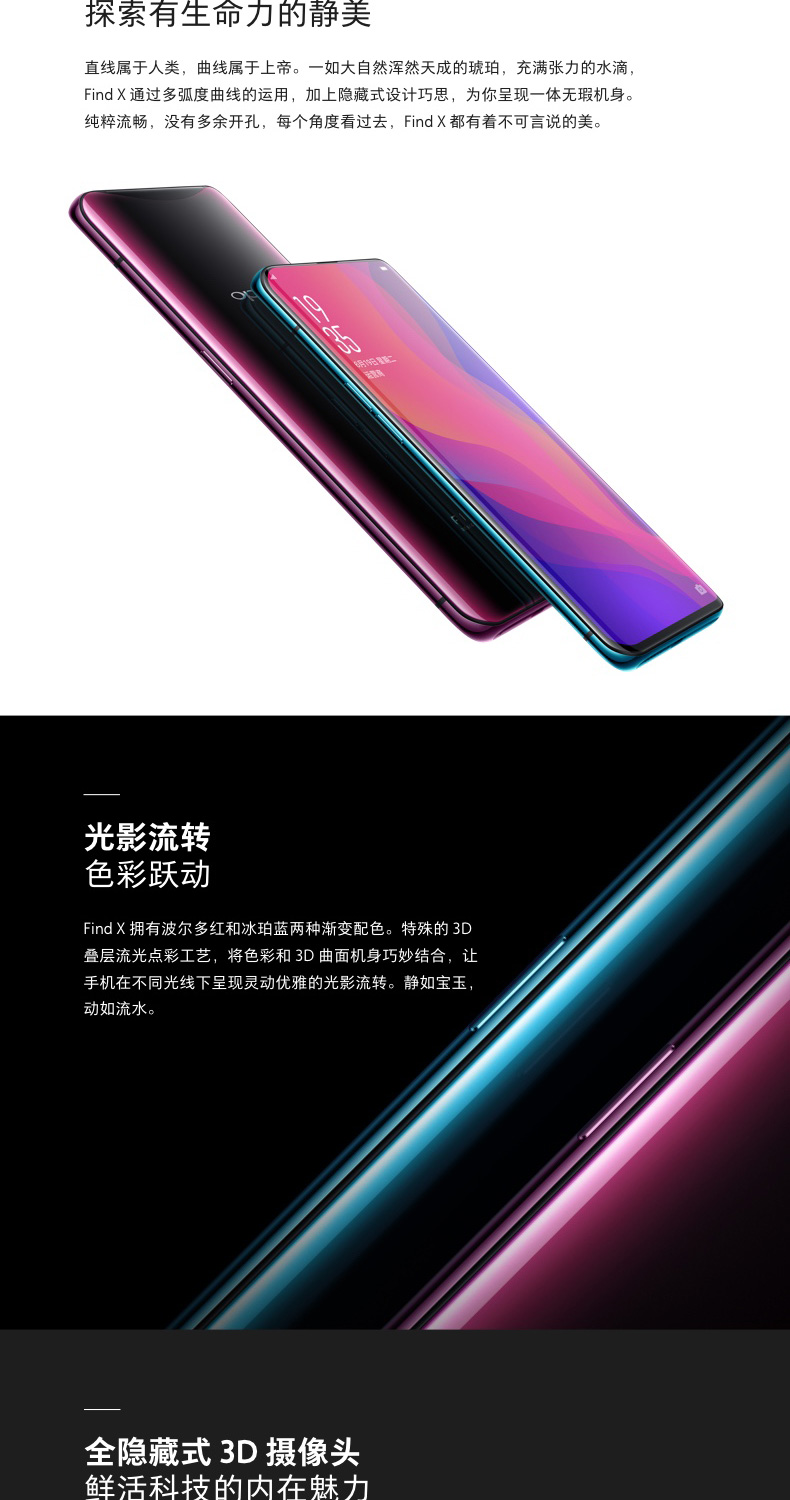 探索有生命力的静美
直线属于人类，曲线属于上帝。一如大自然浑然天成的琥珀，充满张力的水滴，
Find X 通过多弧度曲线的运用，加上隐藏式设计巧思，为你呈现一体无瑕机身。
纯粹流畅，没有多余开孔，每个角度看过去，Find X 都有着不可言说的美。
19
35
光影流转
色彩跃动
Find X 拥有波尔多红和冰珀蓝两种渐变配色。特殊的 3D
叠层流光点彩工艺，将色彩和 3D 曲面机身巧妙结合，让
手机在不同光线下呈现灵动优雅的光影流转。静如宝玉，
动如流水。
全隐藏式 3D 摄像头
鲜活科技的内在魅力